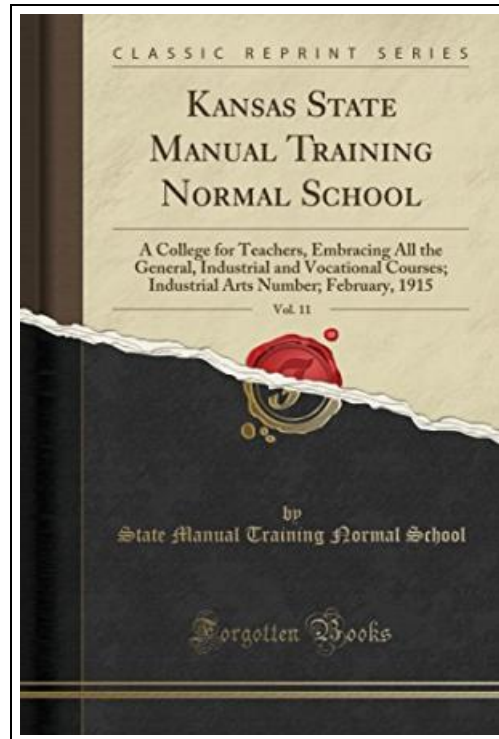 CLASSIC REPRINT SERIES
KANSAS STATE
MANUAL TRAINING
NORMAL SCHOOL
A College for Teachers, Embracing All the
General, Industrial and Vocational Courses;
Industrial Arts Number; February, 1915
Vol. 11
by
State Manual Training Normal School
Forgotten Books